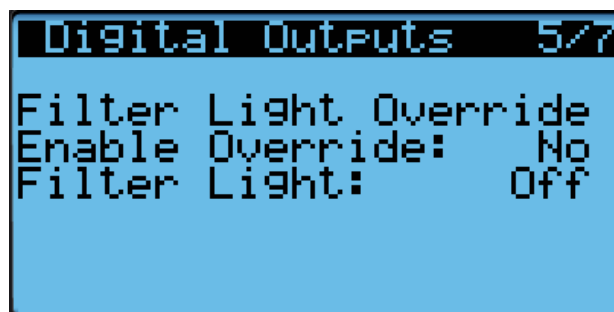 Digital Outputs 5/7
Filter Light Override
Enable Override: No
Filter Light: Off